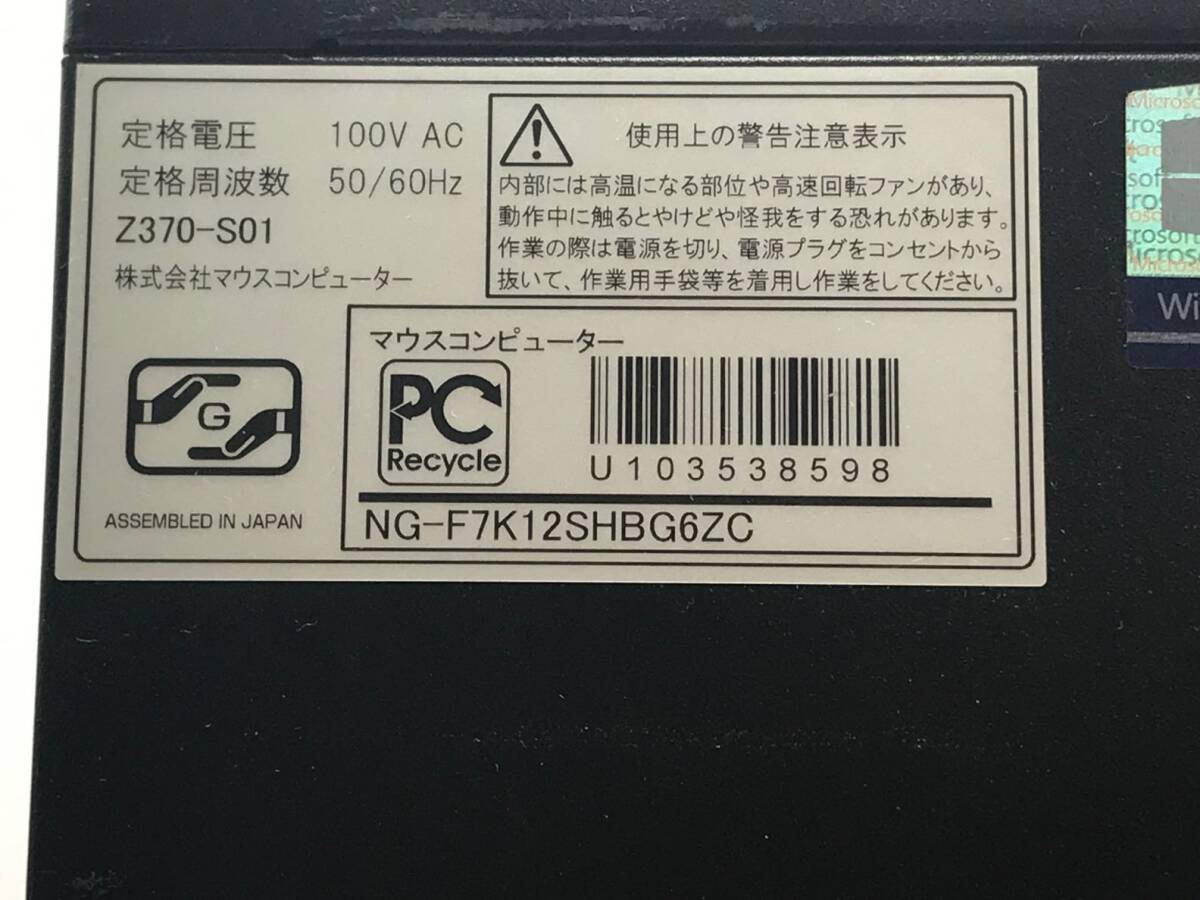 定格電圧 100V AC
定格周波数 50/60Hz
Z370-S01
株式会社マウスコンピューター
使用上の警告注意表示
内部には高温になる部位や高速回転ファンがあり、
動作中に触るとやけどや怪我をする恐れがあります。
作業の際は電源を切り、電源プラグをコンセントから
抜いて、作業用手袋等を着用し作業をしてください。
G
ASSEMBLED IN JAPAN
マウスコンピューター
PC
Recycle
U103538598
NG-F7K12SHBG6ZC
Microsoft
Wi